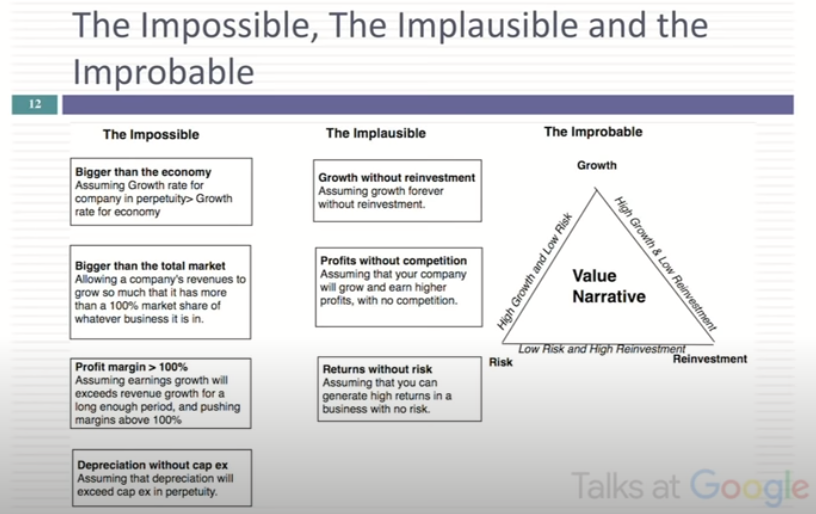 The Impossible, The Implausible and the
Improbable
12
The Impossible
Bigger than the economy
Assuming Growth rate for
company in perpetuity> Growth
rate for economy
Bigger than the total market
Allowing a company's revenues to
grow so much that it has more
than a 100% market share of
whatever business it is in.
Profit margin > 100%
Assuming earnings growth will
exceeds revenue growth for a
long enough period, and pushing
margins above 100%
Depreciation without cap ex
Assuming that depreciation will
exceed cap ex in perpetuity.
The Implausible
Growth without reinvestment
Assuming growth forever
without reinvestment.
Profits without competition
Assuming that your company
will grow and earn higher
profits, with no competition.
Returns without risk
Assuming that you can
generate high returns in a
business with no risk.
The Improbable
Growth
High Growth and Low Risk
High Growth & Low Reinvestment
Value
Narrative
Low Risk and High Reinvestment
Risk
Reinvestment
Talks at Google